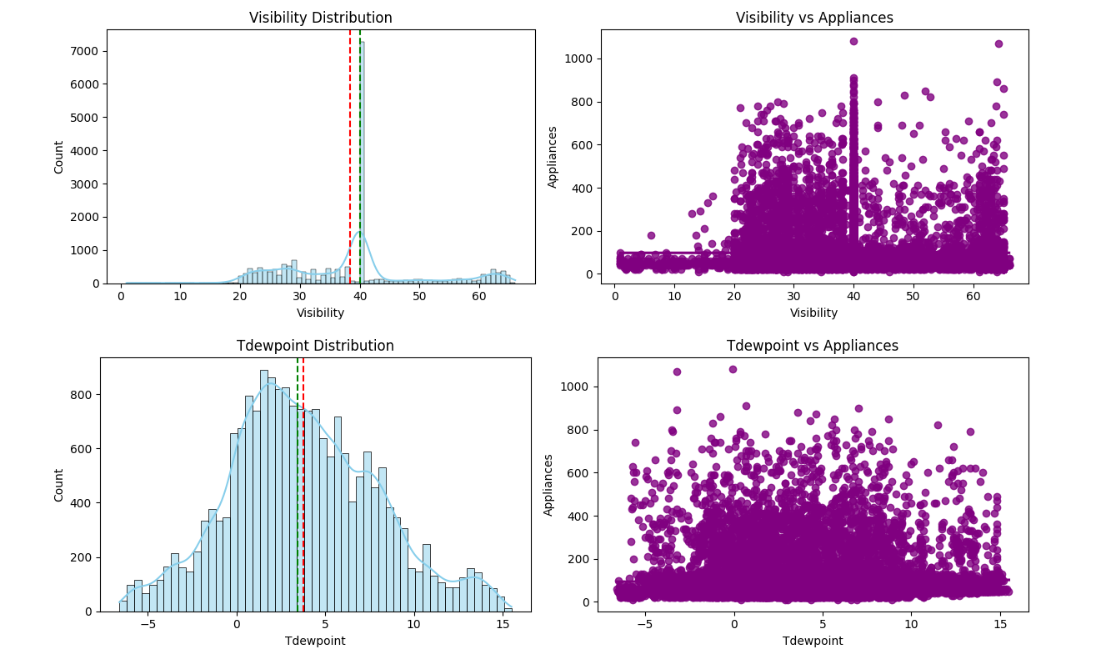 Visibility Distribution
Count
7000
6000
5000
4000
3000
2000
1000
0
0 10 20 30 40 50 60
Visibility
Visibility vs Appliances
Appliances
1000
800
600
400
200
0
0 10 20 30 40 50 60
Visibility
Tdewpoint Distribution
Count
800
600
400
200
0
−5 0 5 10 15
Tdewpoint
Tdewpoint vs Appliances
Appliances
1000
800
600
400
200
0
−5 0 5 10 15
Tdewpoint